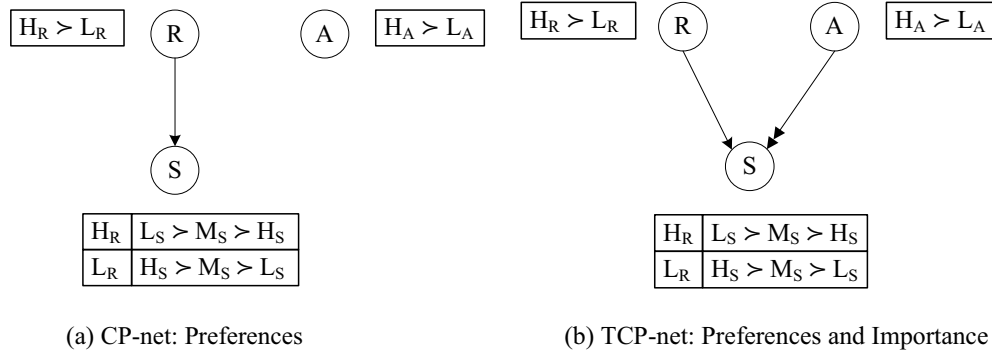 H_R ≻ L_R
R
A
H_A ≻ L_A
S
H_R L_S ≻ M_S ≻ H_S
L_R H_S ≻ M_S ≻ L_S
(a) CP-net: Preferences
H_R ≻ L_R
R
A
H_A ≻ L_A
S
H_R L_S ≻ M_S ≻ H_S
L_R H_S ≻ M_S ≻ L_S
(b) TCP-net: Preferences and Importance